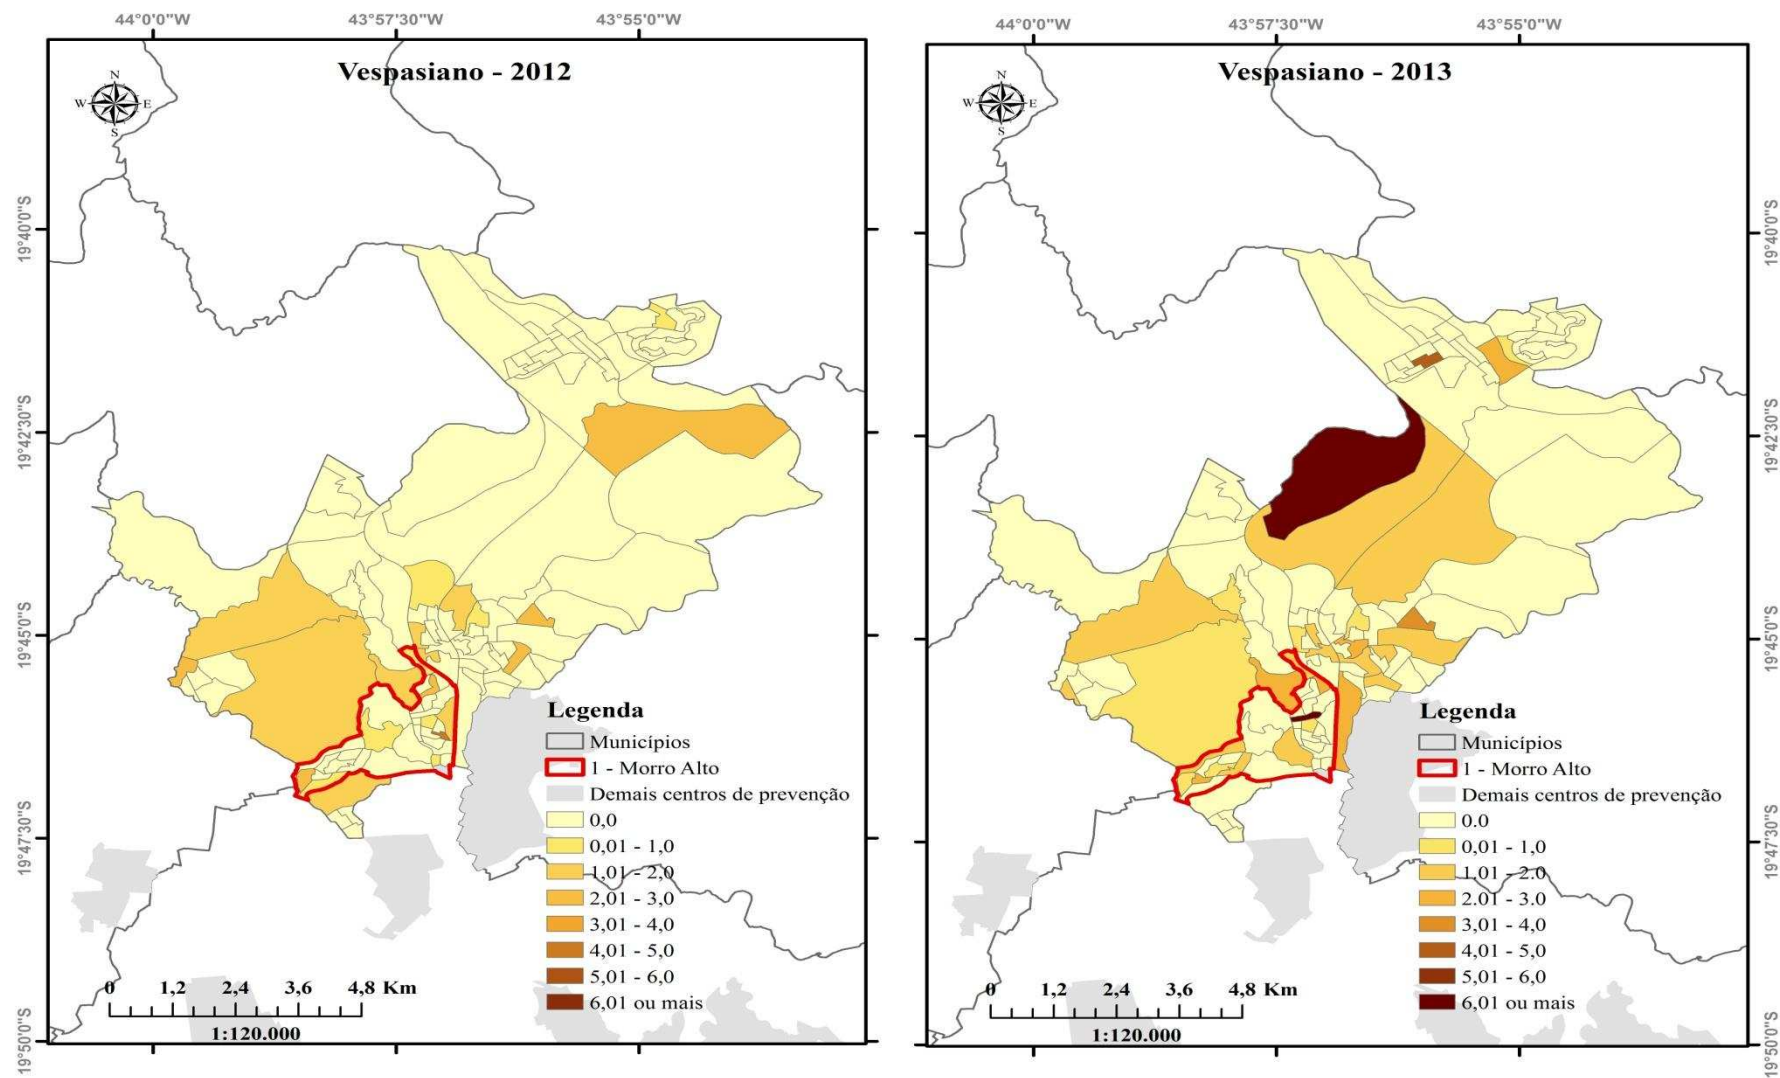 44°0'0"W 43°57'30"W 43°55'0"W
Vespasiano - 2012
N
W E
S
19°40'0"S
19°42'30"S
19°45'0"S
19°47'30"S
19°50'0"S
Legenda
Municípios
1 - Morro Alto
Demais centros de prevenção
0,0
0,01 - 1,0
1,01 - 2,0
2,01 - 3,0
3,01 - 4,0
4,01 - 5,0
5,01 - 6,0
6,01 ou mais
0 1,2 2,4 3,6 4,8 Km
1:120.000
44°0'0"W 43°57'30"W 43°55'0"W
Vespasiano - 2013
N
W E
S
19°40'0"S
19°42'30"S
19°45'0"S
19°47'30"S
19°50'0"S
Legenda
Municípios
1 - Morro Alto
Demais centros de prevenção
0.0
0,01 - 1,0
1,01 - 2.0
2.01 - 3.0
3,01 - 4,0
4,01 - 5,0
5,01 - 6,0
6,01 ou mais
0 1,2 2,4 3,6 4,8 Km
1:120.000